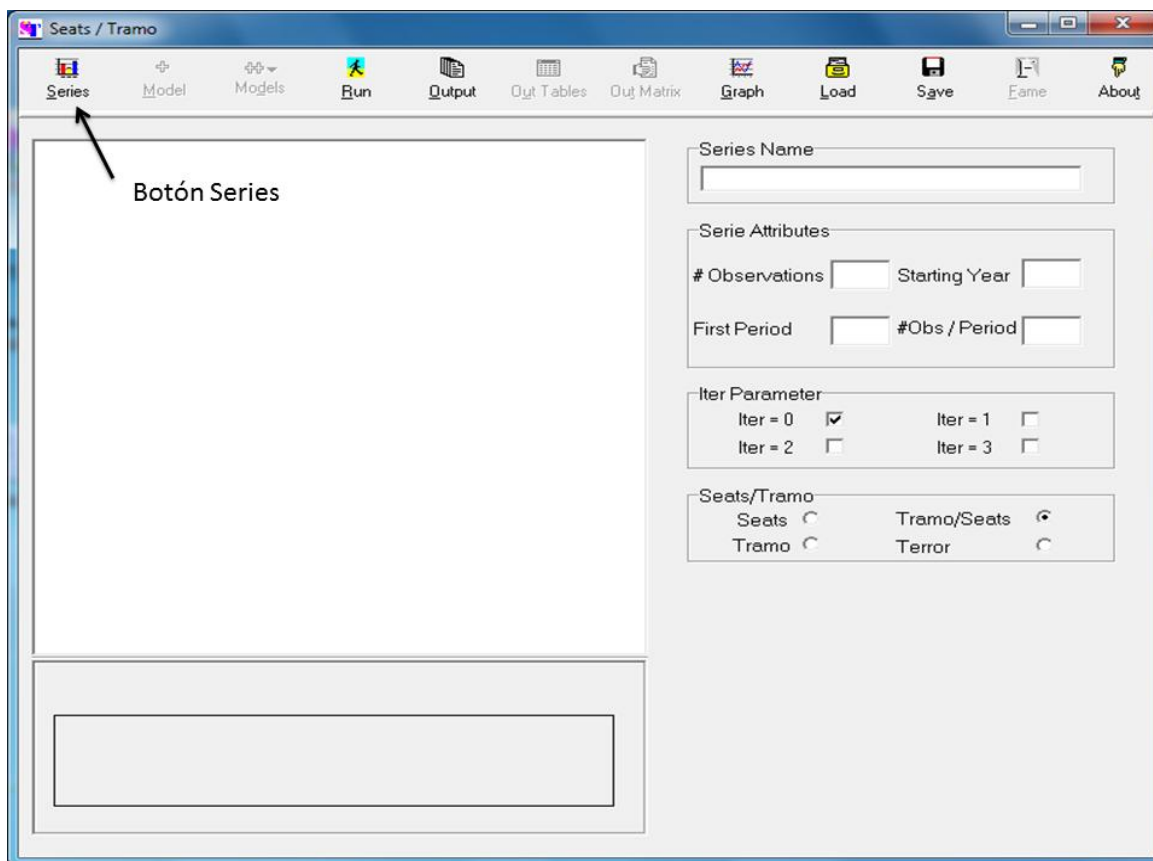 Seats / Tramo
Series Model Models Run Output Out Tables Out Matrix Graph Load Save Fame About
Botón Series
Series Name
Serie Attributes
# Observations Starting Year
First Period #Obs / Period
Iter Parameter
Iter = 0 Iter = 1
Iter = 2 Iter = 3
Seats/Tramo
Seats Tramo/Seats
Tramo Terror